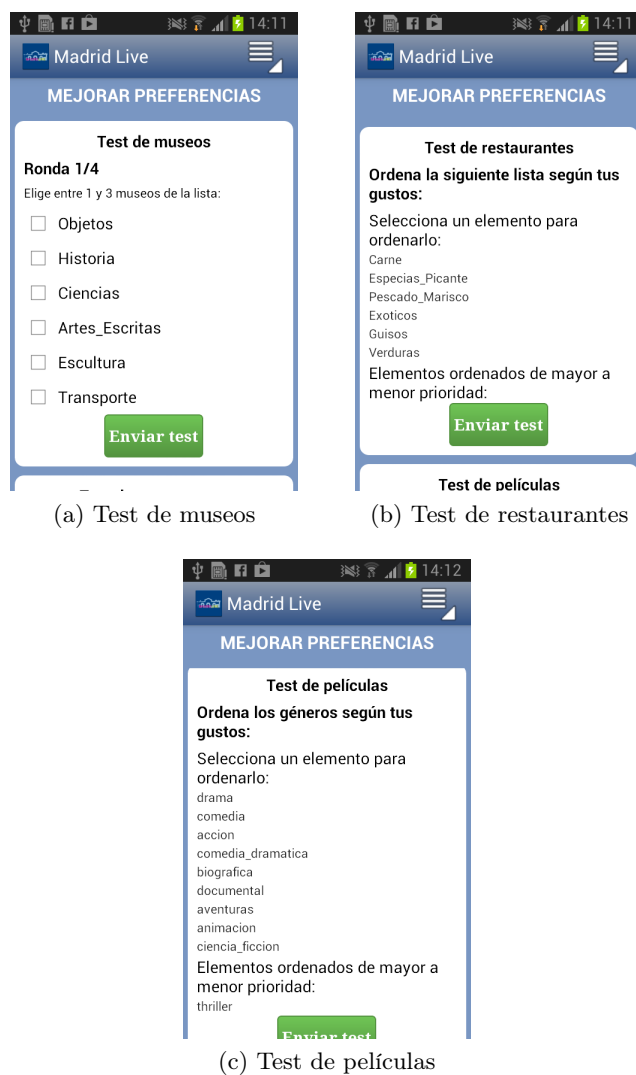 14:11
Madrid Live
MEJORAR PREFERENCIAS
Test de museos
Ronda 1/4
Elige entre 1 y 3 museos de la lista:
Objetos
Historia
Ciencias
Artes_Escritas
Escultura
Transporte
Enviar test
(a) Test de museos
14:11
Madrid Live
MEJORAR PREFERENCIAS
Test de restaurantes
Ordena la siguiente lista según tus
gustos:
Selecciona un elemento para
ordenarlo:
Carne
Especias_Picante
Pescado_Marisco
Exoticos
Guisos
Verduras
Elementos ordenados de mayor a
menor prioridad:
Enviar test
Test de películas
(b) Test de restaurantes
14:12
Madrid Live
MEJORAR PREFERENCIAS
Test de películas
Ordena los géneros según tus
gustos:
Selecciona un elemento para
ordenarlo:
drama
comedia
accion
comedia_dramatica
biografica
documental
aventuras
animacion
ciencia_ficcion
Elementos ordenados de mayor a
menor prioridad:
thriller
Enviar test
(c) Test de películas